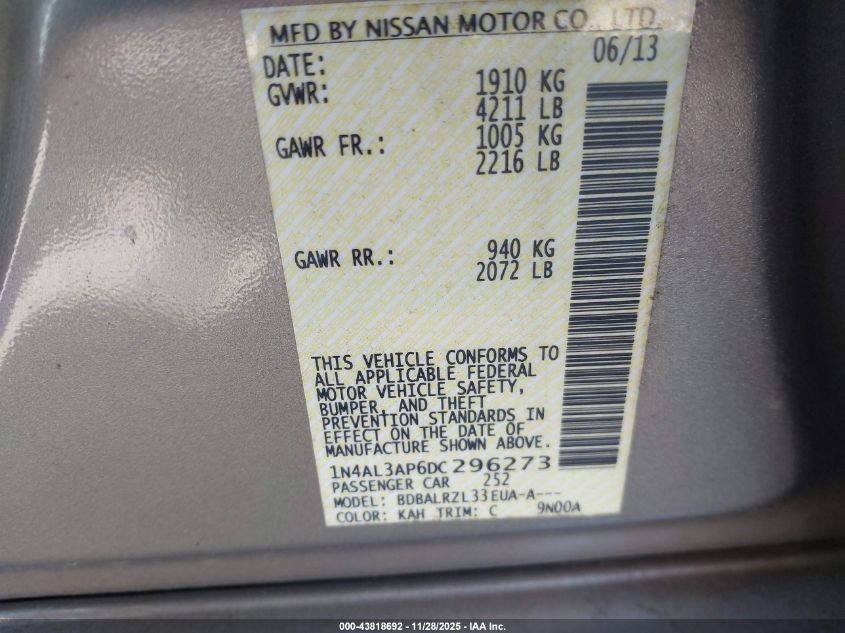 MFD BY NISSAN MOTOR CO., LTD.
DATE: 06/13
GVWR: 1910 KG
4211 LB
GAWR FR.: 1005 KG
2216 LB
GAWR RR.: 940 KG
2072 LB
THIS VEHICLE CONFORMS TO
ALL APPLICABLE FEDERAL
MOTOR VEHICLE SAFETY,
BUMPER, AND THEFT
PREVENTION STANDARDS IN
EFFECT ON THE DATE OF
MANUFACTURE SHOWN ABOVE.
1N4AL3AP6DC296273
PASSENGER CAR 252
MODEL: BDBALRZL33EUA-A---
COLOR: KAH TRIM: C 9N00A
000-43818692 - 11/28/2025 - IAA Inc.